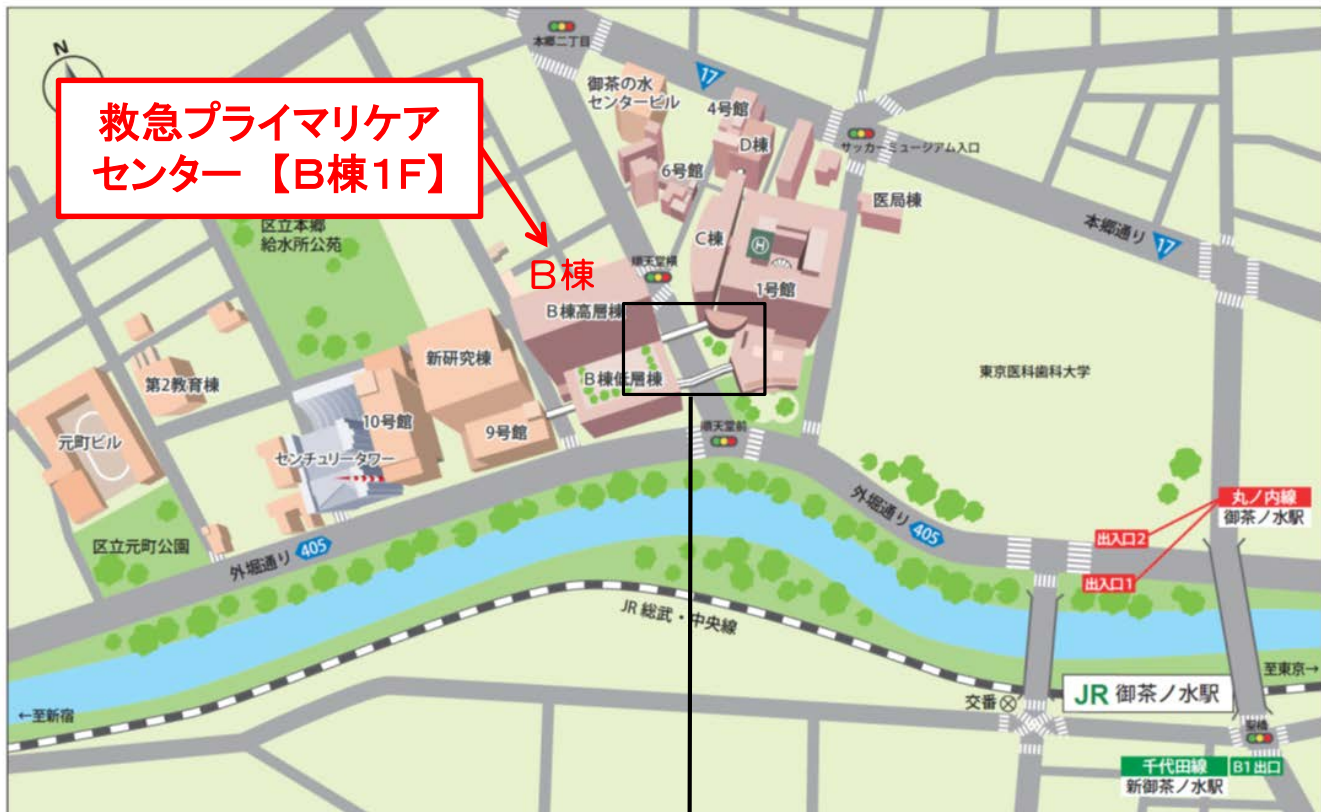 N
本郷二丁目
17
御茶の水
センタービル
4号館
D棟
サッカーミュージアム入口
救急プライマリケア
センター 【B棟1F】
6号館
医局棟
区立本郷
給水所公苑
C棟
H
本郷通り 17
B棟
順天堂横
1号館
B棟高層棟
新研究棟
B棟低層棟
東京医科歯科大学
第2教育棟
10号館
9号館
順天堂前
元町ビル
センチュリータワー
外堀通り 405
丸ノ内線
御茶ノ水駅
出入口2
出入口1
区立元町公園
外堀通り 405
JR 総武・中央線
至東京→
←至新宿
交番
JR 御茶ノ水駅
聖橋
千代田線 B1出口
新御茶ノ水駅